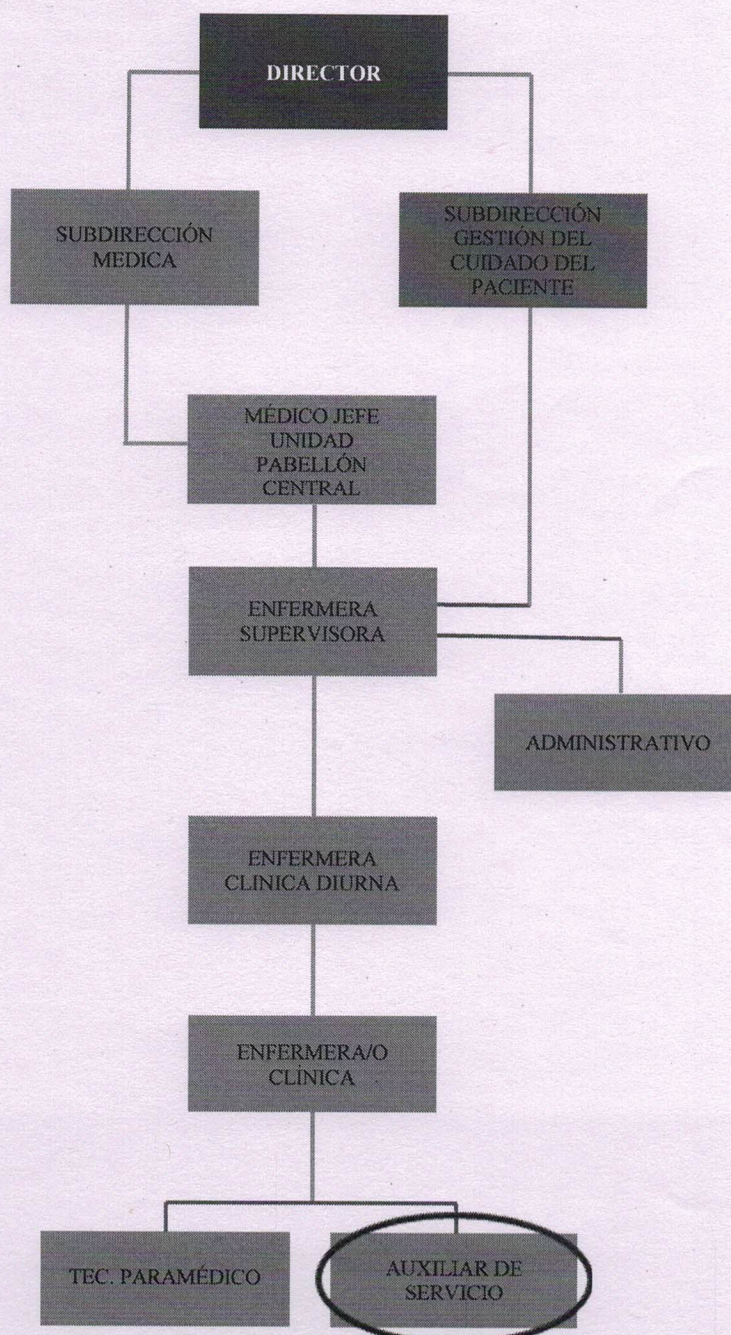 DIRECTOR
SUBDIRECCIÓN
MEDICA
SUBDIRECCIÓN
GESTIÓN DEL
CUIDADO DEL
PACIENTE
MÉDICO JEFE
UNIDAD
PABELLÓN
CENTRAL
ENFERMERA
SUPERVISORA
ADMINISTRATIVO
ENFERMERA
CLINICA DIURNA
ENFERMERA/O
CLÍNICA
TEC. PARAMÉDICO
AUXILIAR DE
SERVICIO